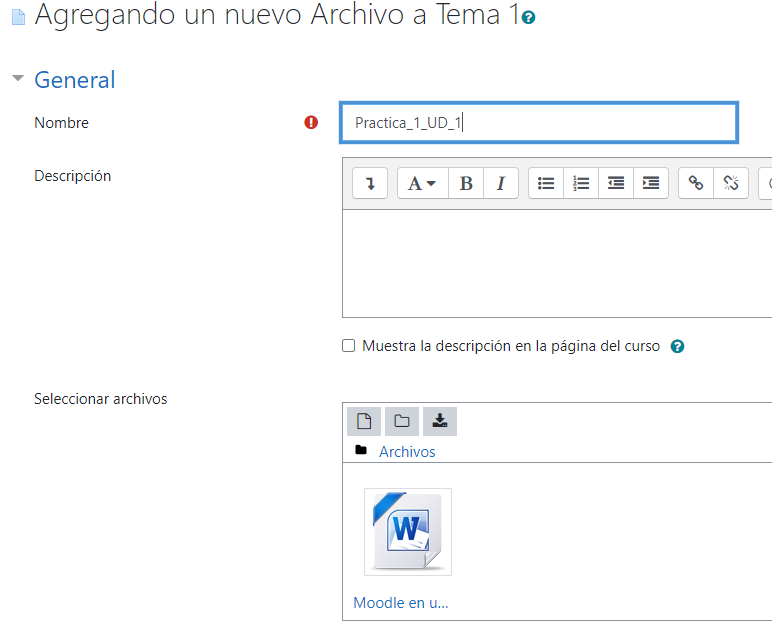 Agregando un nuevo Archivo a Tema 1
General
Nombre
Practica_1_UD_1
Descripción
A B I
Muestra la descripción en la página del curso
Seleccionar archivos
Archivos
W
Moodle en u...